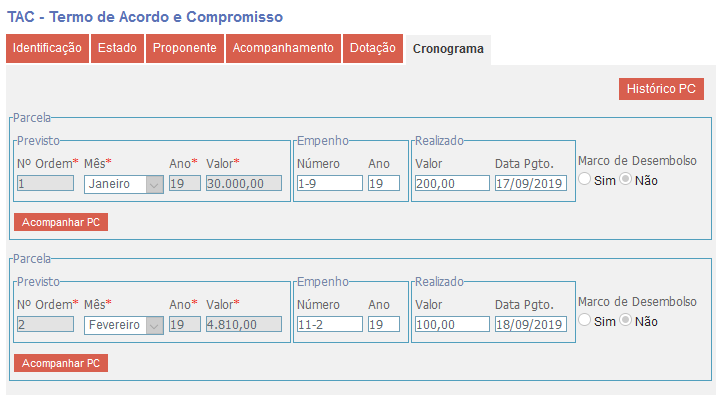 TAC - Termo de Acordo e Compromisso
Identificação Estado Proponente Acompanhamento Dotação Cronograma
Histórico PC
Parcela
Previsto Empenho Realizado
Nº Ordem* Mês* Ano* Valor* Número Ano Valor Data Pgto. Marco de Desembolso
1 Janeiro 19 30.000,00 1-9 19 200,00 17/09/2019 Sim Não
Acompanhar PC
Parcela
Previsto Empenho Realizado
Nº Ordem* Mês* Ano* Valor* Número Ano Valor Data Pgto. Marco de Desembolso
2 Fevereiro 19 4.810,00 11-2 19 100,00 18/09/2019 Sim Não
Acompanhar PC